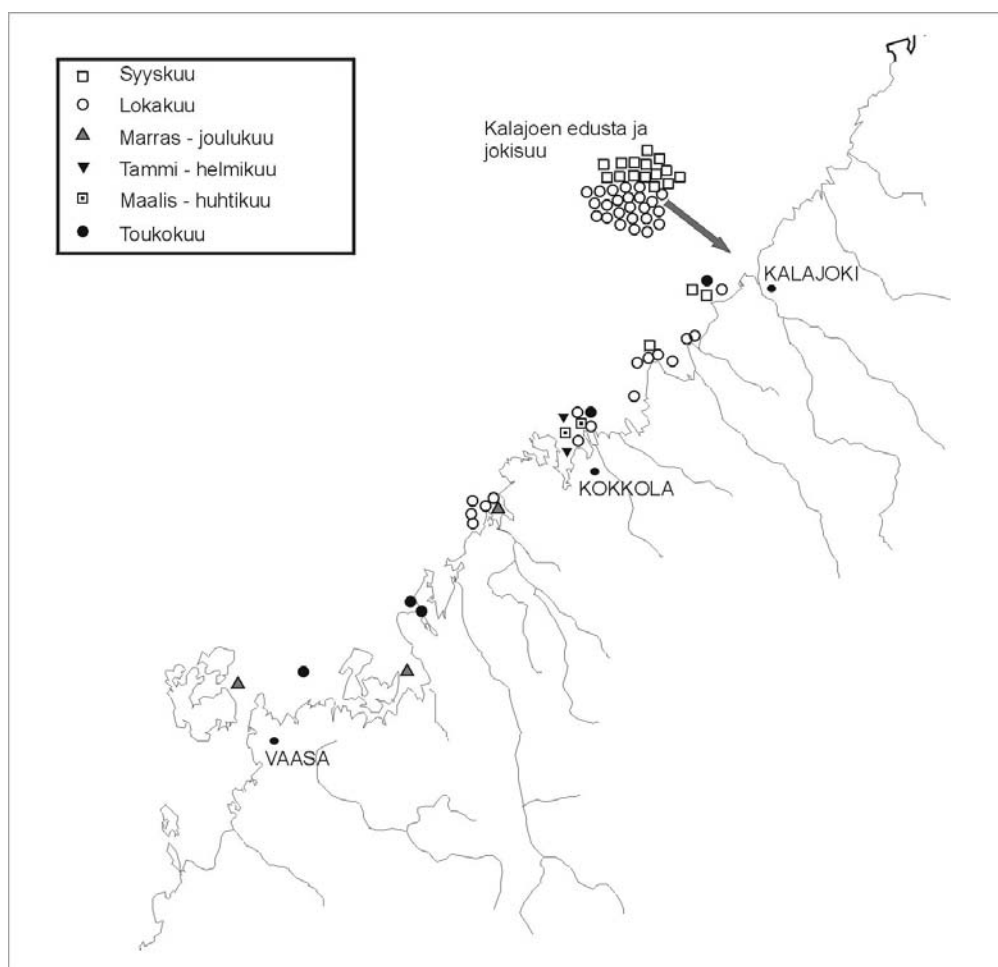 Syyskuu
Lokakuu
Marras - joulukuu
Tammi - helmikuu
Maalis - huhtikuu
Toukokuu
Kalajoen edusta ja
jokisuu
KALAJOKI
KOKKOLA
VAASA